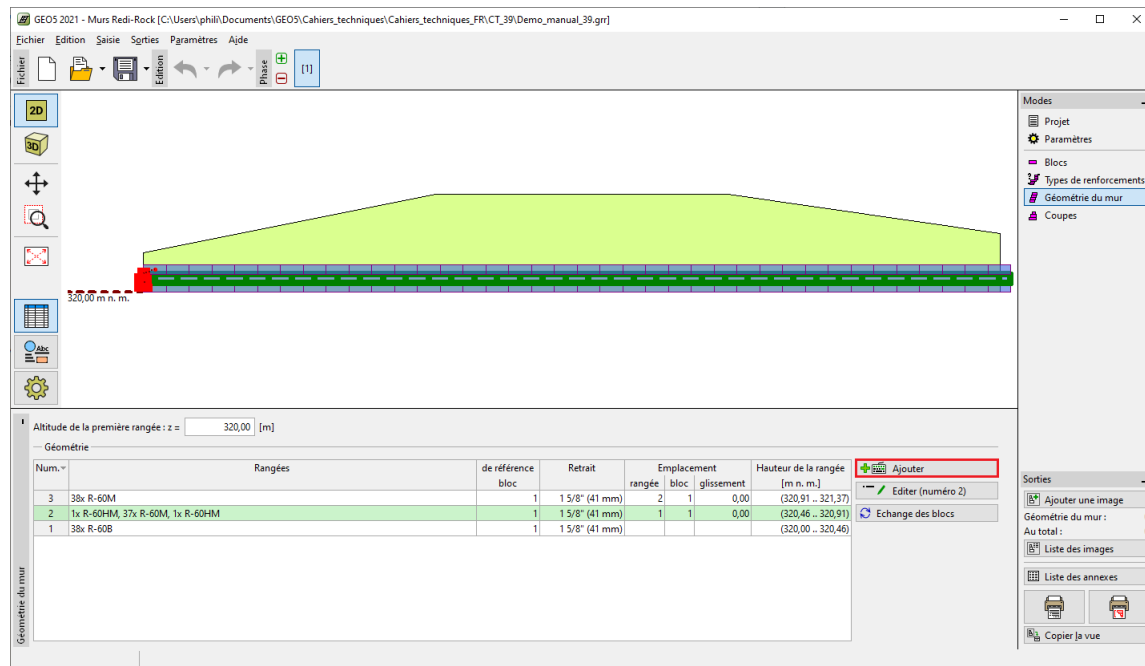 GEO5 2021 - Murs Redi-Rock [C:\Users\phili\Documents\GEO5\Cahiers_techniques\Cahiers_techniques_FR\CT_39\Demo_manual_39.grr]
Fichier Edition Saisie Sorties Paramètres Aide
Fichier
Edition
Phase
[1]
2D
3D
320,00 m n. m.
Abc
Modes
Projet
Paramètres
Blocs
Types de renforcements
Géométrie du mur
Coupes
Altitude de la première rangée : z = 320,00 [m]
Géométrie
Num. Rangées de référence Retrait Emplacement Hauteur de la rangée
bloc rangée bloc glissement [m n. m.]
3 38x R-60M 1 1 5/8" (41 mm) 2 1 0,00 (320,91 .. 321,37)
2 1x R-60HM, 37x R-60M, 1x R-60HM 1 1 5/8" (41 mm) 1 1 0,00 (320,46 .. 320,91)
1 38x R-60B 1 1 5/8" (41 mm) (320,00 .. 320,46)
Ajouter
Editer (numéro 2)
Echange des blocs
Géométrie du mur
Sorties
Ajouter une image
Géométrie du mur :
Au total :
Liste des images
Liste des annexes
Copier la vue